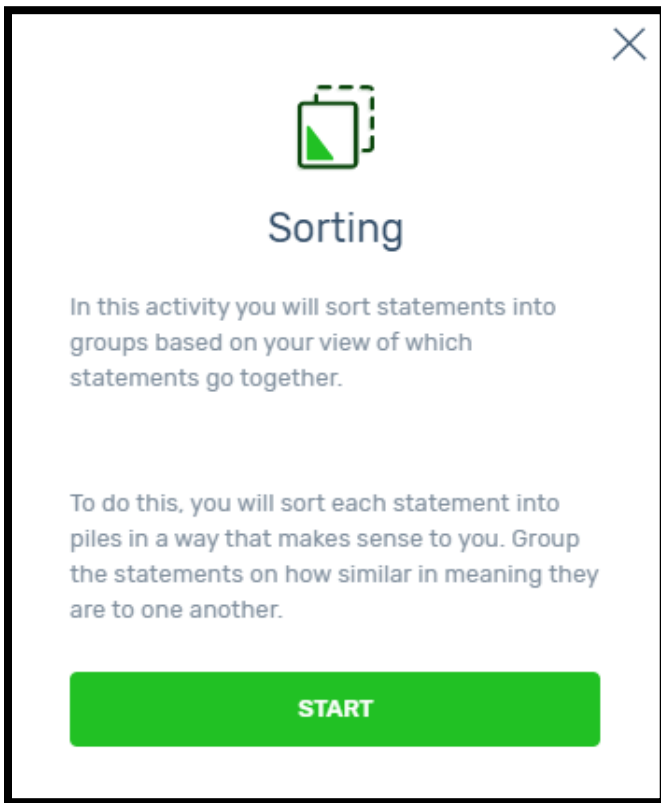 Sorting
In this activity you will sort statements into
groups based on your view of which
statements go together.
To do this, you will sort each statement into
piles in a way that makes sense to you. Group
the statements on how similar in meaning they
are to one another.
START